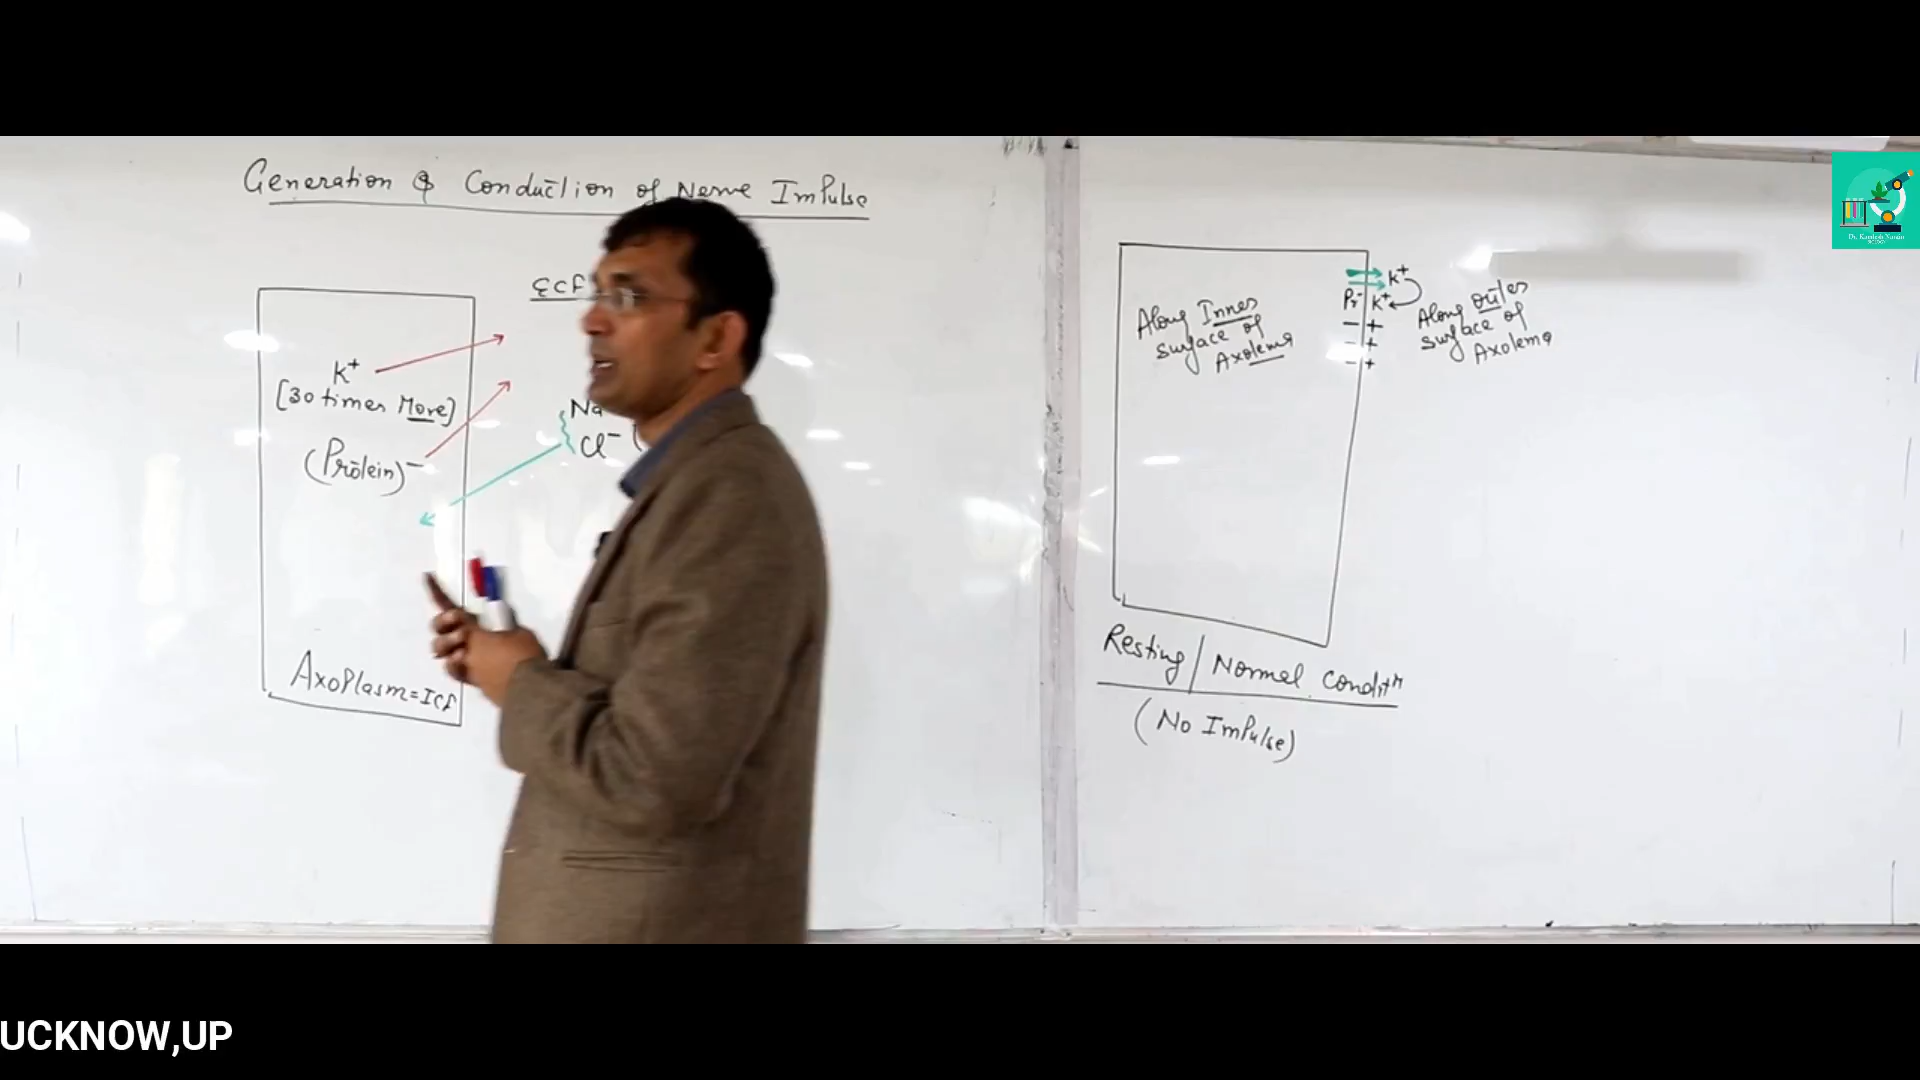 Generation & Conduction of Nerve Impulse
ECF
K+
[30 times More]
(Protein)-
Na
Cl- (
Axoplasm = ICF
Along Inner
surface of
Axolema
K+
Pr- K+
- +
- +
- +
Along outer
surface of
Axolema
Resting / Normal Conditn
(No Impulse)
UCKNOW,UP